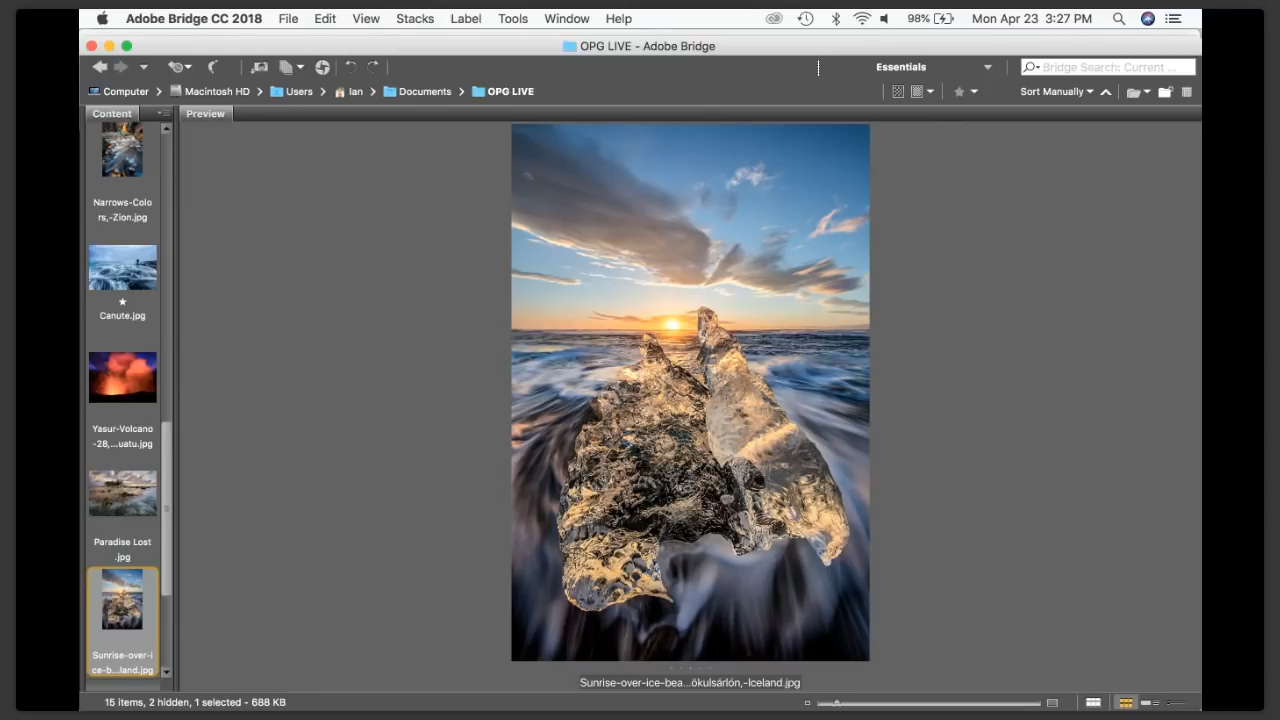 Adobe Bridge CC 2018 File Edit View Stacks Label Tools Window Help 98% Mon Apr 23 3:27 PM
OPG LIVE - Adobe Bridge
Essentials Bridge Search: Current ...
Computer Macintosh HD Users Ian Documents OPG LIVE Sort Manually
Content Preview
Narrows-Colo
rs,-Zion.jpg
Canute.jpg
Yasur-Volcano
-28,...uatu.jpg
Paradise Lost
.jpg
Sunrise-over-i
ce-b...land.jpg
Sunrise-over-ice-bea...ökulsárlón,-Iceland.jpg
15 items, 2 hidden, 1 selected - 688 KB